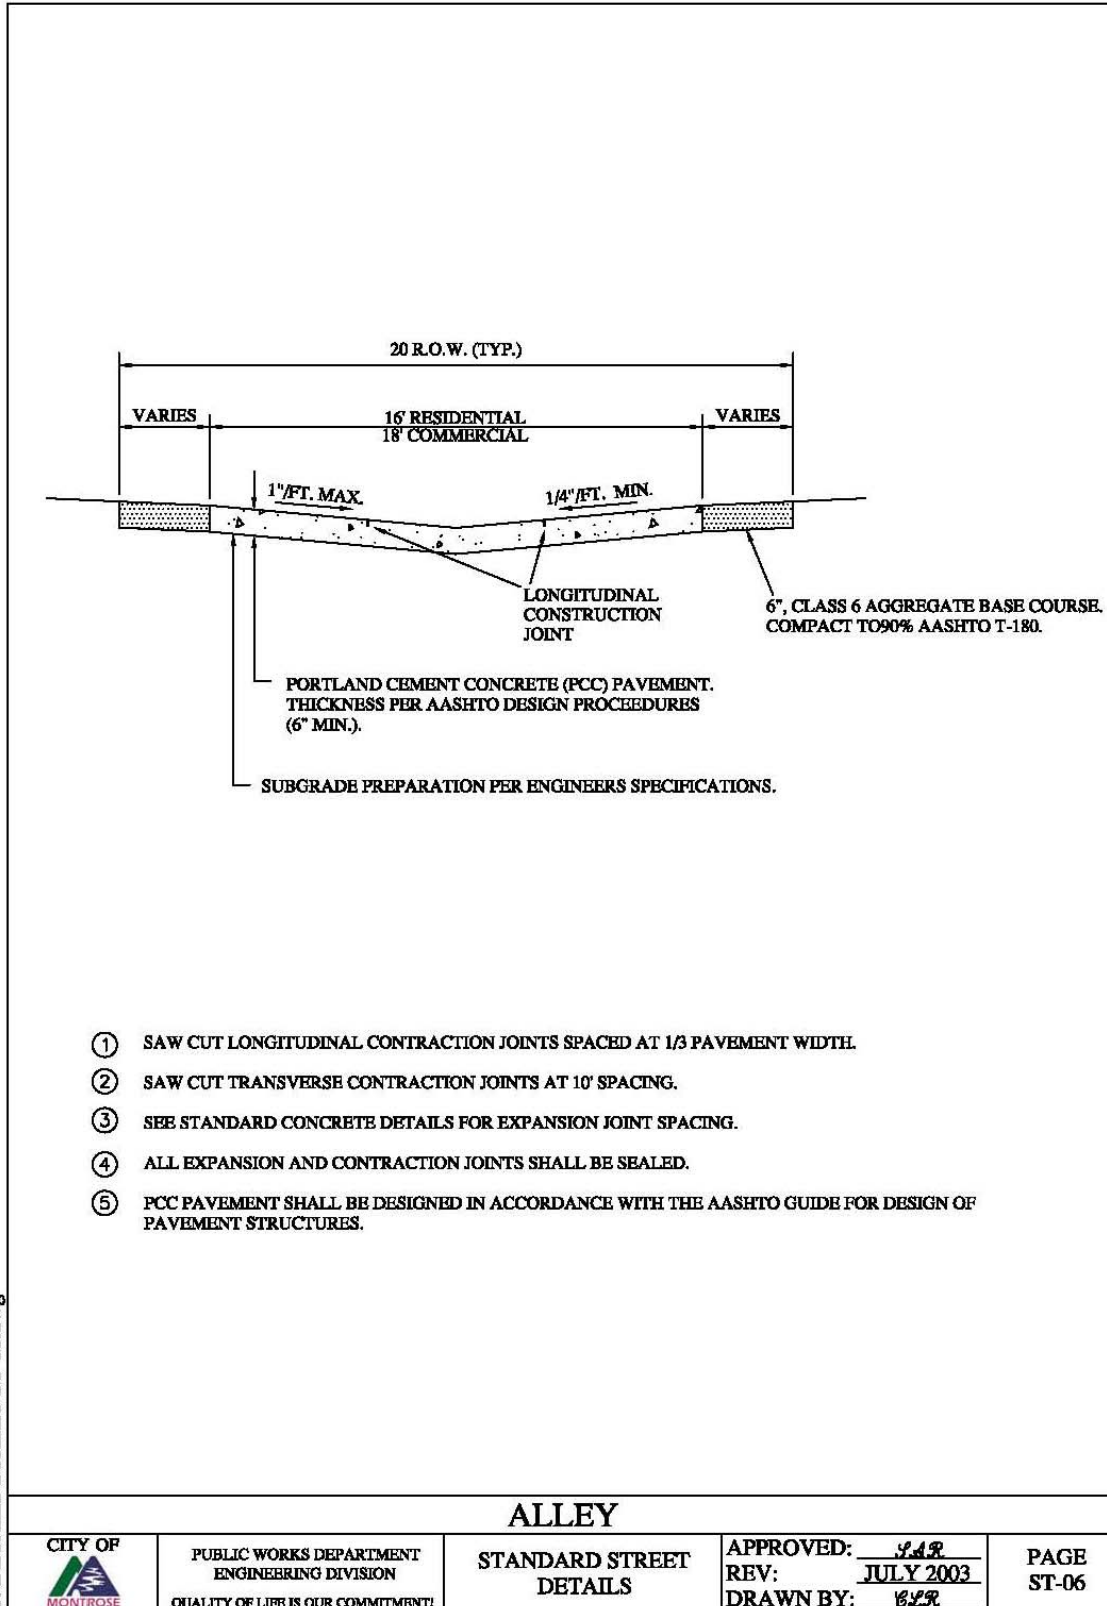 20 R.O.W. (TYP.)
VARIES
16' RESIDENTIAL
18' COMMERCIAL
VARIES
1"/FT. MAX.
1/4"/FT. MIN.
LONGITUDINAL
CONSTRUCTION
JOINT
6", CLASS 6 AGGREGATE BASE COURSE.
COMPACT TO90% AASHTO T-180.
PORTLAND CEMENT CONCRETE (PCC) PAVEMENT.
THICKNESS PER AASHTO DESIGN PROCEEDURES
(6" MIN.).
SUBGRADE PREPARATION PER ENGINEERS SPECIFICATIONS.
1 SAW CUT LONGITUDINAL CONTRACTION JOINTS SPACED AT 1/3 PAVEMENT WIDTH.
2 SAW CUT TRANSVERSE CONTRACTION JOINTS AT 10' SPACING.
3 SEE STANDARD CONCRETE DETAILS FOR EXPANSION JOINT SPACING.
4 ALL EXPANSION AND CONTRACTION JOINTS SHALL BE SEALED.
5 PCC PAVEMENT SHALL BE DESIGNED IN ACCORDANCE WITH THE AASHTO GUIDE FOR DESIGN OF
PAVEMENT STRUCTURES.
ALLEY
CITY OF
MONTROSE
PUBLIC WORKS DEPARTMENT
ENGINEERING DIVISION
QUALITY OF LIFE IS OUR COMMITMENT!
STANDARD STREET
DETAILS
APPROVED: SAR
REV: JULY 2003
DRAWN BY: CLR
PAGE
ST-06